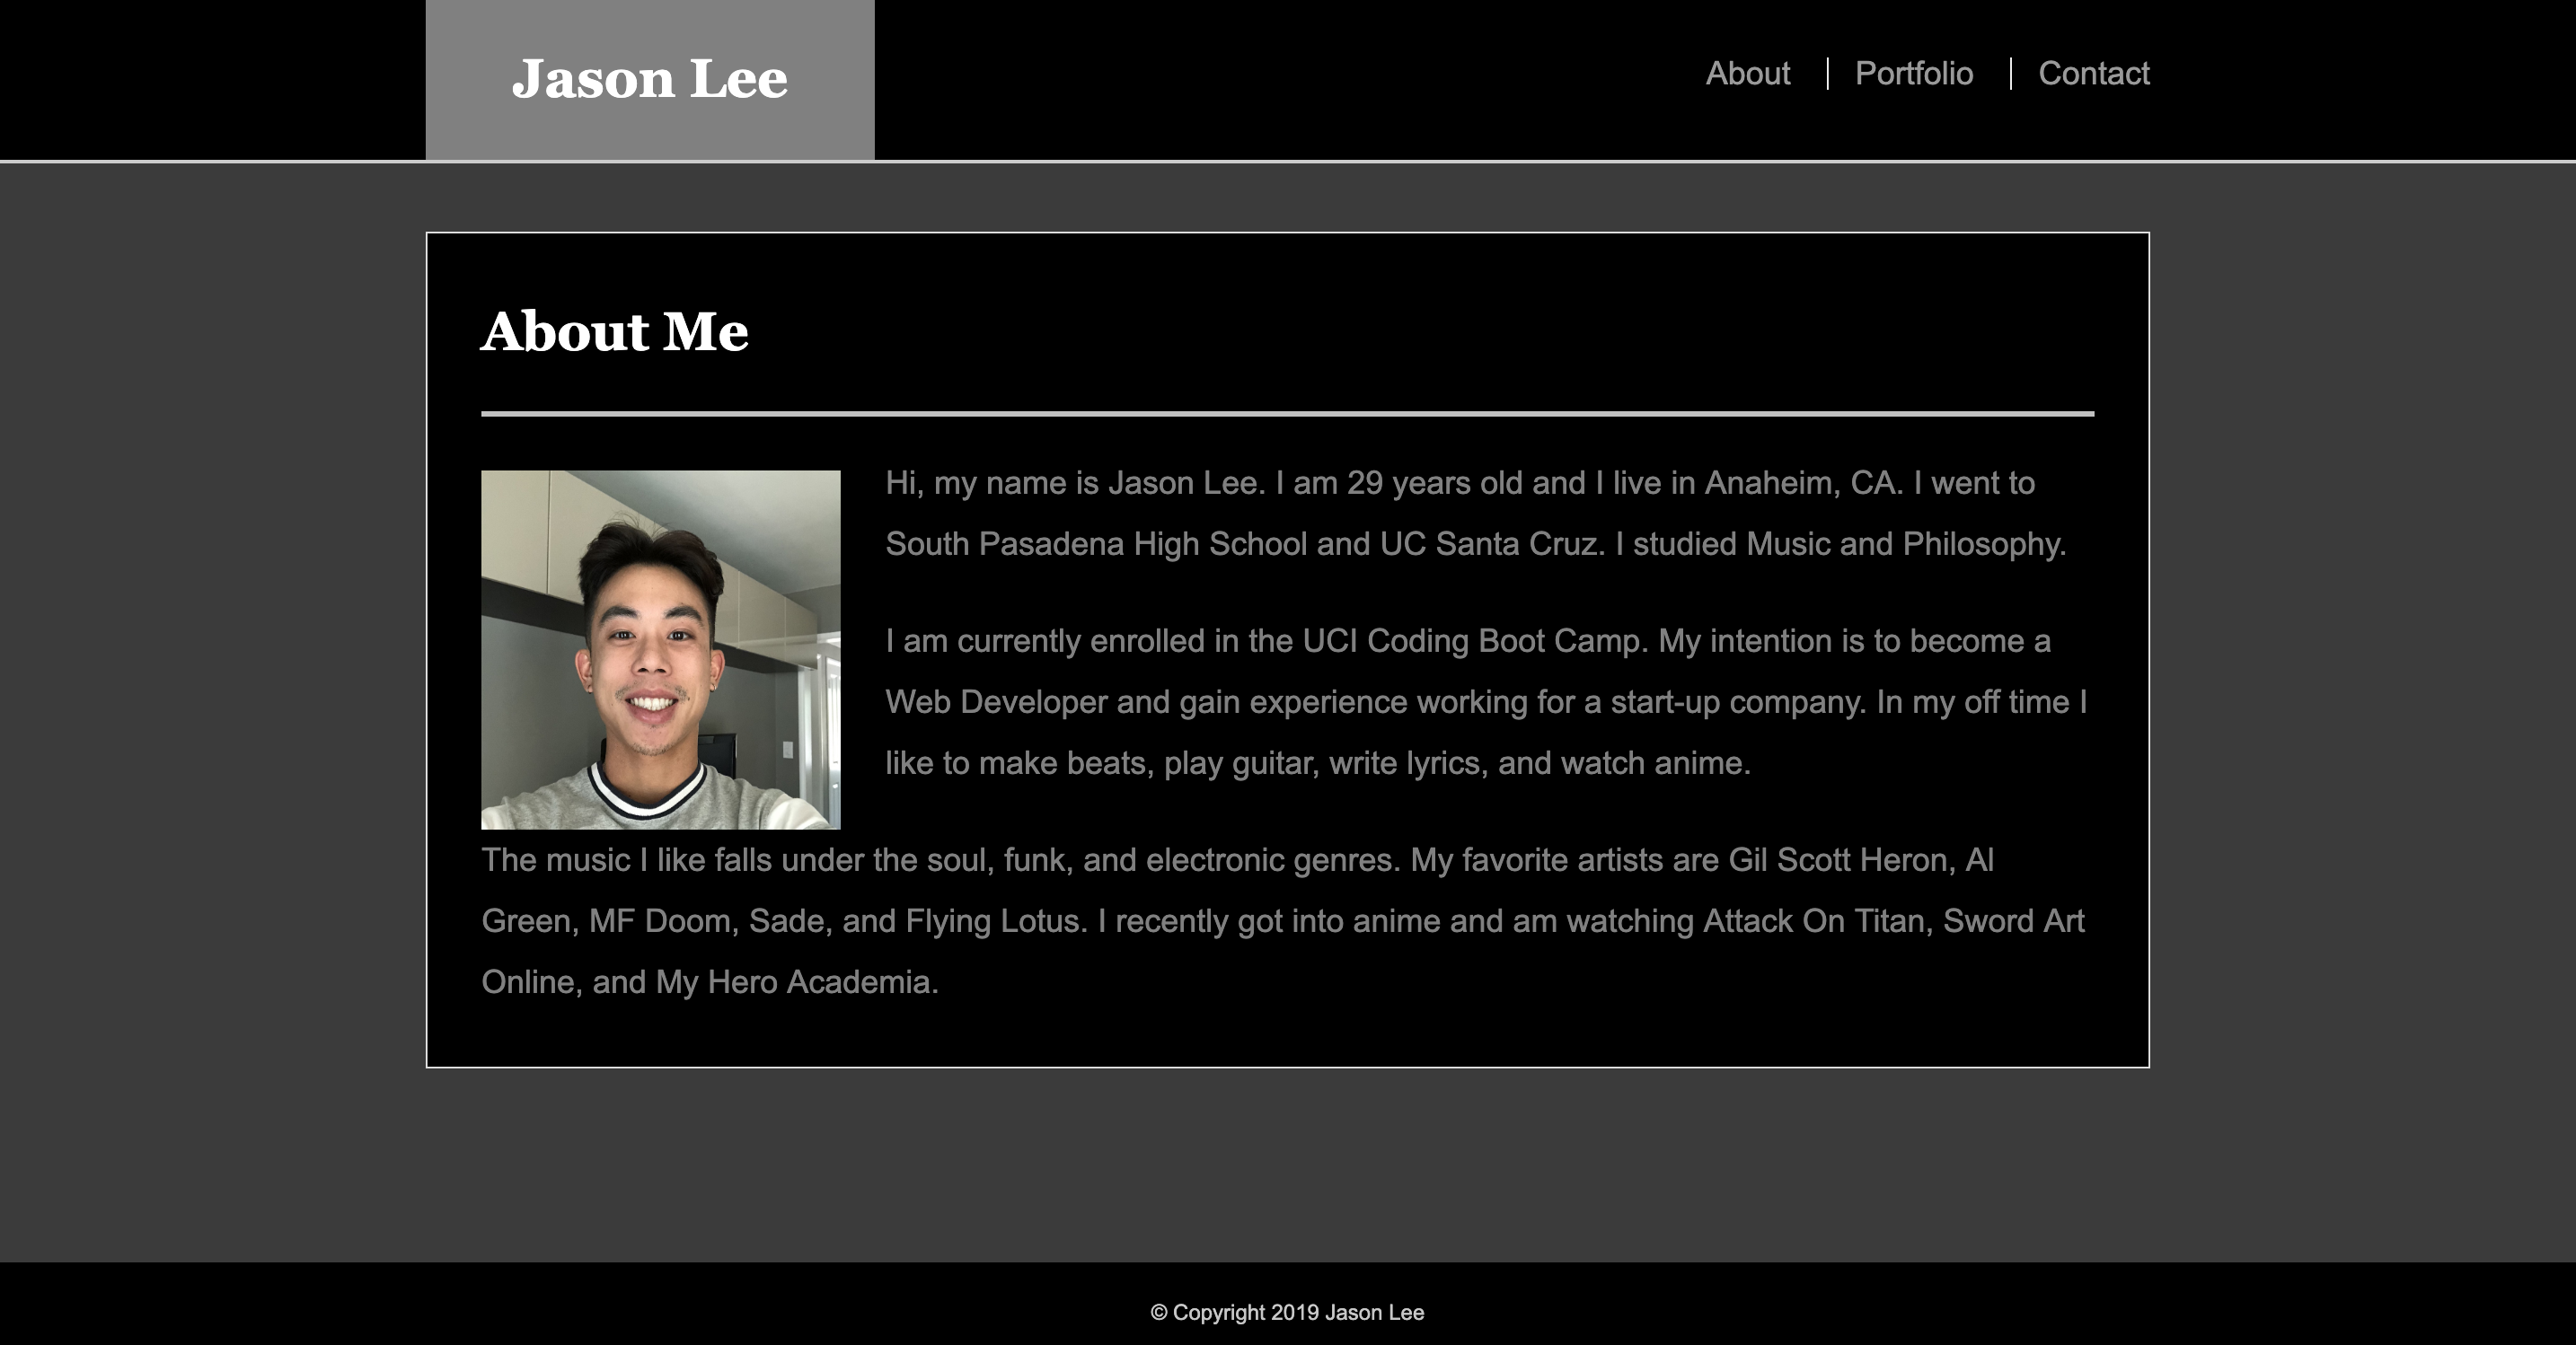 Jason Lee
About
Portfolio
Contact
About Me
Hi, my name is Jason Lee. I am 29 years old and I live in Anaheim, CA. I went to
South Pasadena High School and UC Santa Cruz. I studied Music and Philosophy.
I am currently enrolled in the UCI Coding Boot Camp. My intention is to become a
Web Developer and gain experience working for a start-up company. In my off time I
like to make beats, play guitar, write lyrics, and watch anime.
The music I like falls under the soul, funk, and electronic genres. My favorite artists are Gil Scott Heron, Al
Green, MF Doom, Sade, and Flying Lotus. I recently got into anime and am watching Attack On Titan, Sword Art
Online, and My Hero Academia.
© Copyright 2019 Jason Lee